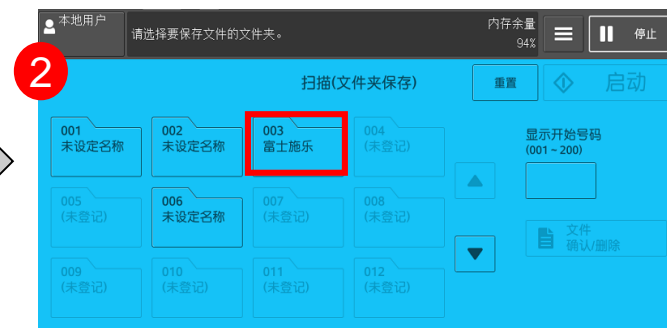 2
本地用户
请选择要保存文件的文件夹。
内存余量
94%
停止
扫描(文件夹保存)
重置
启动
001
未设定名称
002
未设定名称
003
富士施乐
004
(未登记)
显示开始号码
(001 ~ 200)
005
(未登记)
006
未设定名称
007
(未登记)
008
(未登记)
文件
确认/删除
009
(未登记)
010
(未登记)
011
(未登记)
012
(未登记)